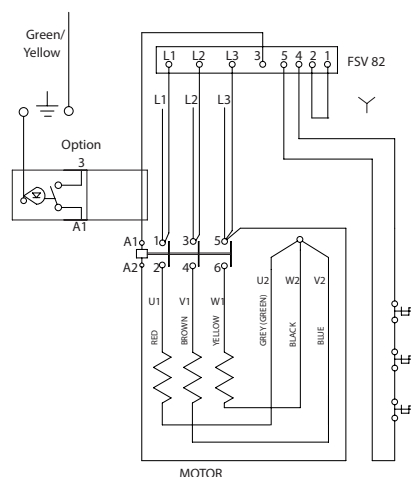 Green/
Yellow
L1 L2 L3 3 5 4 2 1
FSV 82
L1 L2 L3
Option
3
A1
A1 1 3 5
A2 2 4 6
U2 W2 V2
U1 V1 W1
RED
BROWN
YELLOW
GREY (GREEN)
BLACK
BLUE
MOTOR